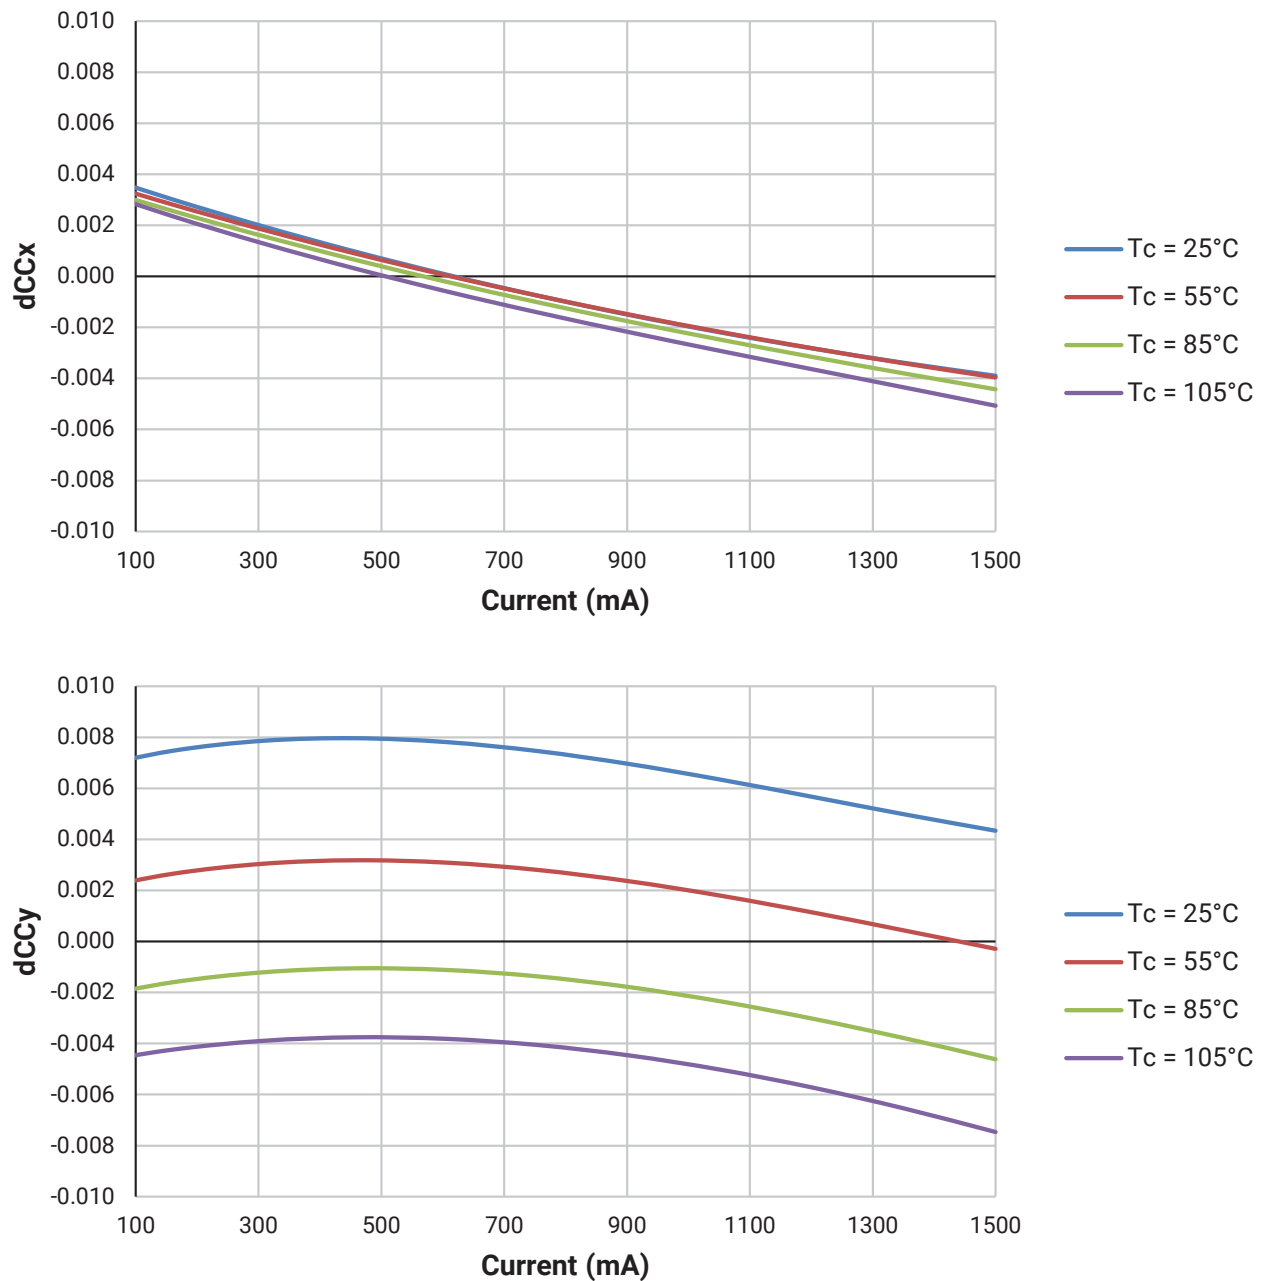 0.010
0.008
0.006
0.004
0.002
0.000
-0.002
-0.004
-0.006
-0.008
-0.010
dCCx
100 300 500 700 900 1100 1300 1500
Current (mA)
Tc = 25°C
Tc = 55°C
Tc = 85°C
Tc = 105°C
0.010
0.008
0.006
0.004
0.002
0.000
-0.002
-0.004
-0.006
-0.008
-0.010
dCCy
100 300 500 700 900 1100 1300 1500
Current (mA)
Tc = 25°C
Tc = 55°C
Tc = 85°C
Tc = 105°C